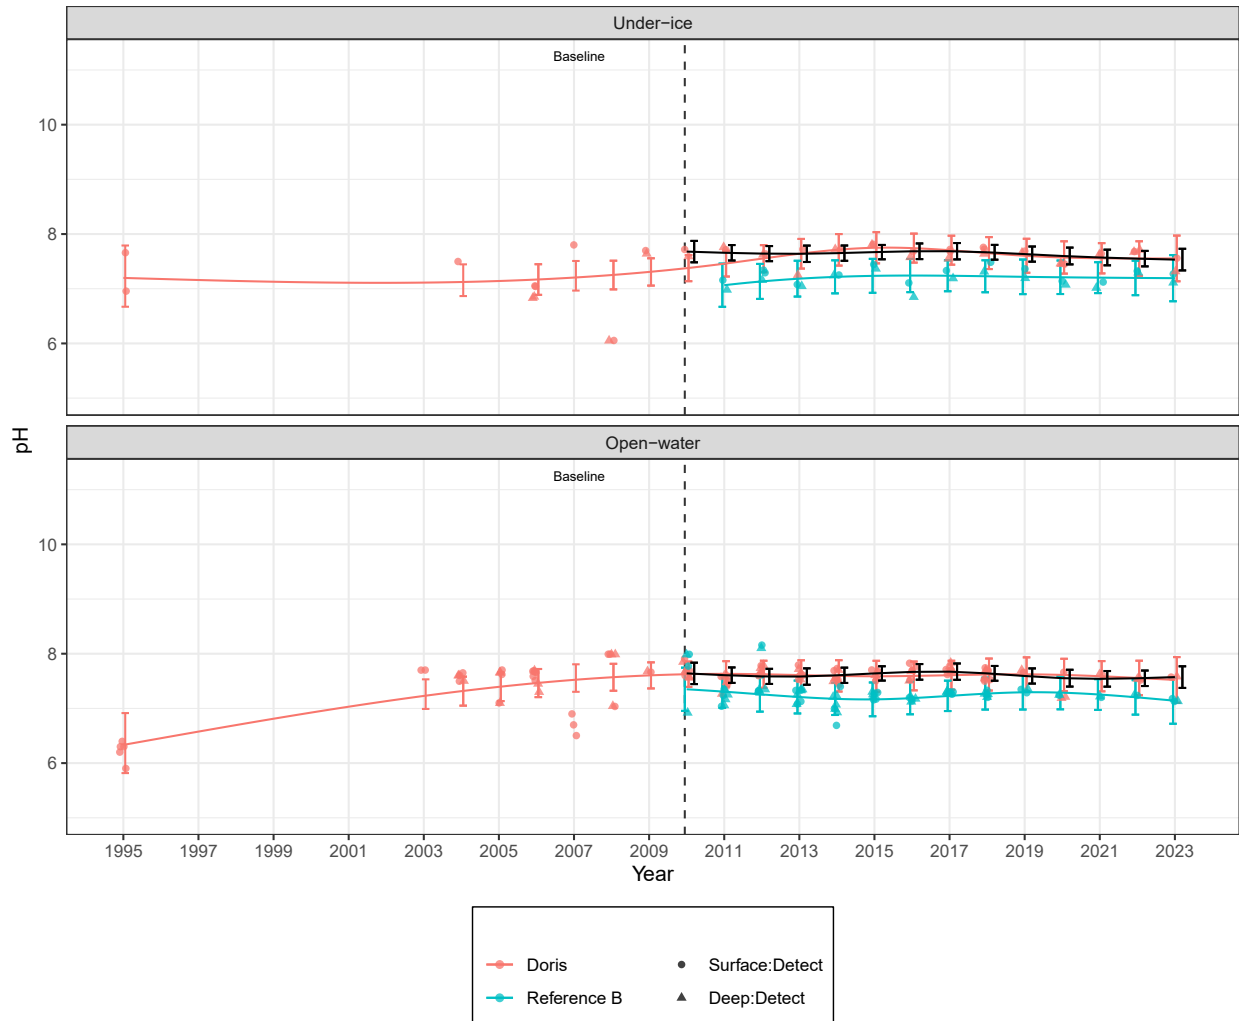 Under−ice
Baseline
10
8
6
pH
Open−water
Baseline
10
8
6
1995 1997 1999 2001 2003 2005 2007 2009 2011 2013 2015 2017 2019 2021 2023
Year
Doris Surface:Detect
Reference B Deep:Detect